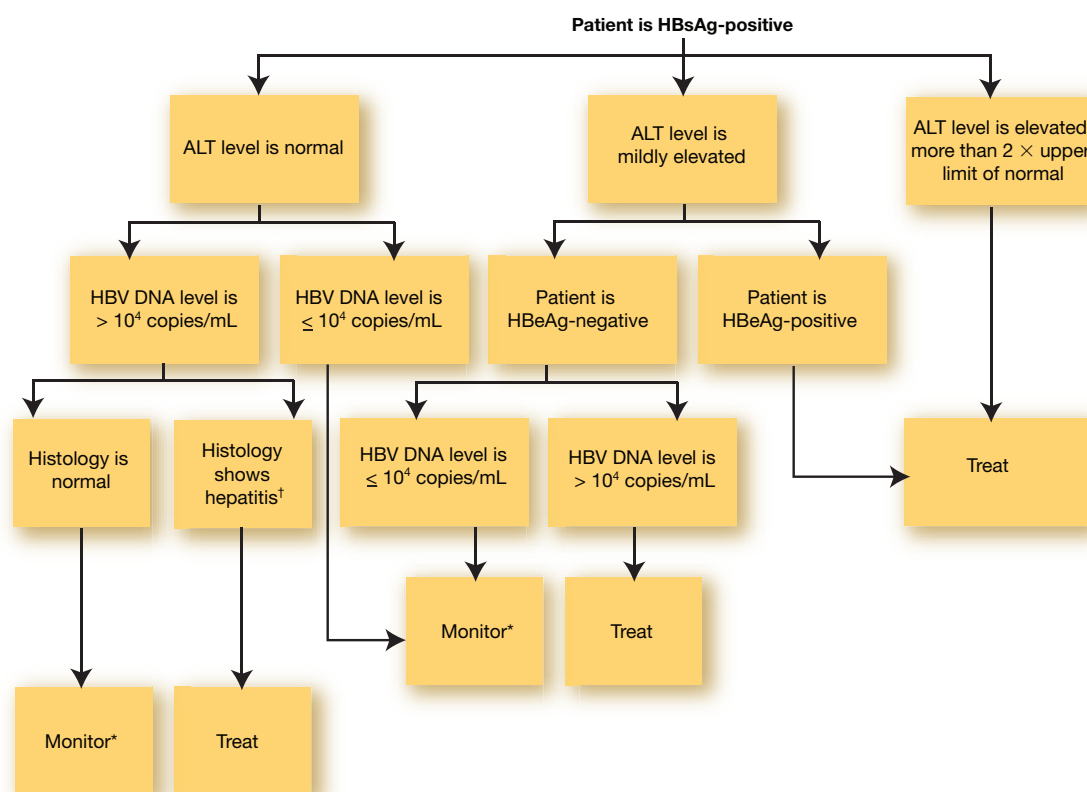 Patient is HBsAg-positive
ALT level is normal
ALT level is
mildly elevated
ALT level is elevated
more than 2 × upper
limit of normal
HBV DNA level is
> 10⁴ copies/mL
HBV DNA level is
≤ 10⁴ copies/mL
Patient is
HBeAg-negative
Patient is
HBeAg-positive
Histology is
normal
Histology
shows
hepatitis†
HBV DNA level is
≤ 10⁴ copies/mL
HBV DNA level is
> 10⁴ copies/mL
Treat
Monitor*
Treat
Monitor*
Treat